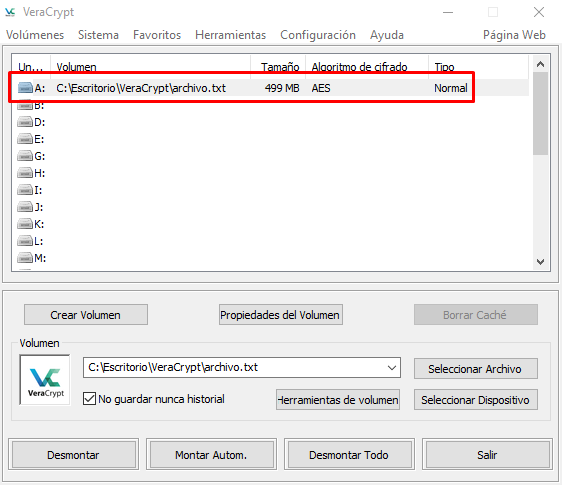 VeraCrypt
Volúmenes Sistema Favoritos Herramientas Configuración Ayuda Página Web
Un... Volumen Tamaño Algoritmo de cifrado Tipo
A: C:\Escritorio\VeraCrypt\archivo.txt 499 MB AES Normal
B:
D:
E:
G:
H:
I:
J:
K:
L:
M:
Crear Volumen Propiedades del Volumen Borrar Caché
Volumen
VeraCrypt
C:\Escritorio\VeraCrypt\archivo.txt Seleccionar Archivo
No guardar nunca historial Herramientas de volumen Seleccionar Dispositivo
Desmontar Montar Autom. Desmontar Todo Salir